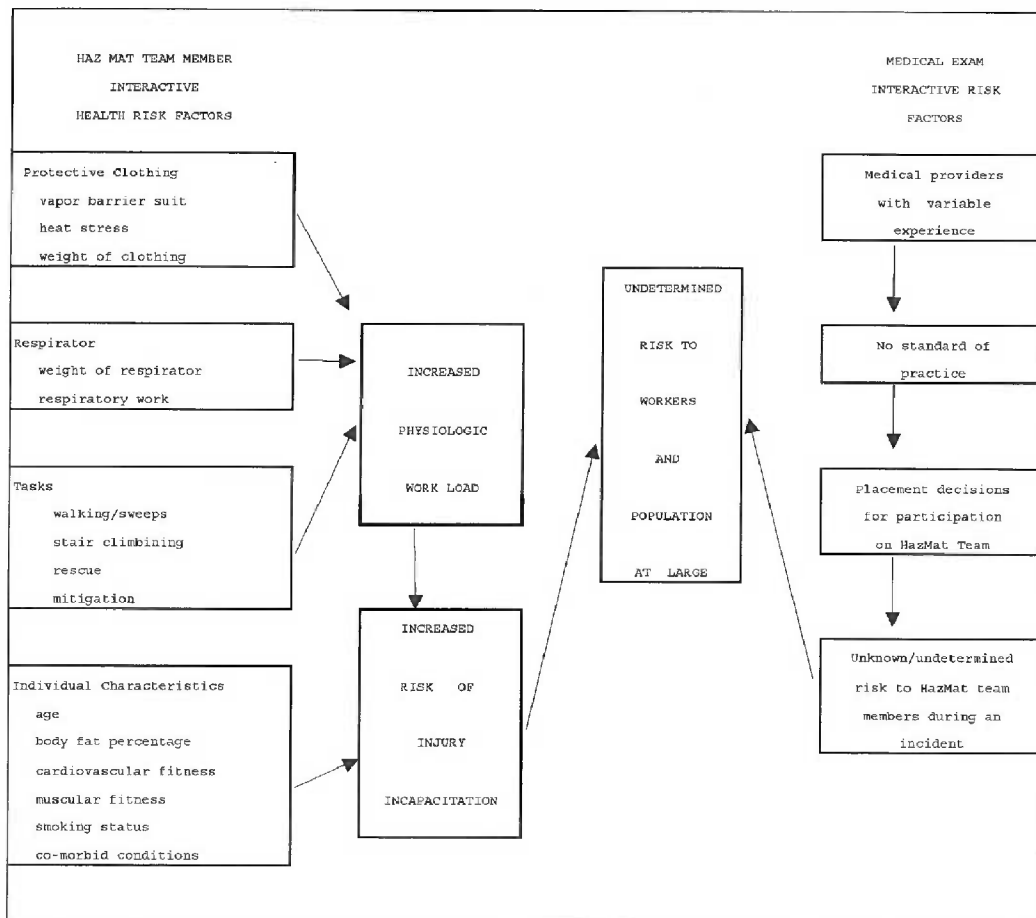 HAZ MAT TEAM MEMBER
INTERACTIVE
HEALTH RISK FACTORS
Protective Clothing
vapor barrier suit
heat stress
weight of clothing
Respirator
weight of respirator
respiratory work
Tasks
walking/sweeps
stair climbining
rescue
mitigation
Individual Characteristics
age
body fat percentage
cardiovascular fitness
muscular fitness
smoking status
co-morbid conditions
INCREASED
PHYSIOLOGIC
WORK LOAD
INCREASED
RISK OF
INJURY
INCAPACITATION
UNDETERMINED
RISK TO
WORKERS
AND
POPULATION
AT LARGE
MEDICAL EXAM
INTERACTIVE RISK
FACTORS
Medical providers
with variable
experience
No standard of
practice
Placement decisions
for participation
on HazMat Team
Unknown/undetermined
risk to HazMat team
members during an
incident